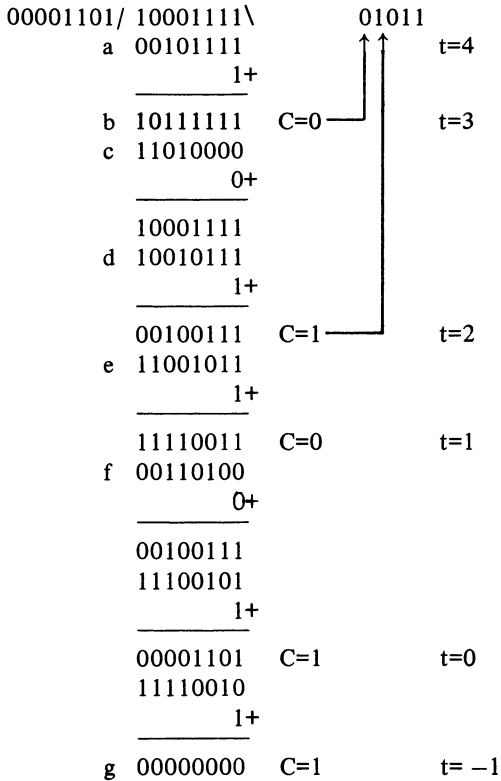 00001101/ 10001111\ 01011
a 00101111 t=4
1+
b 10111111 C=0 t=3
c 11010000
0+
10001111
d 10010111
1+
00100111 C=1 t=2
e 11001011
1+
11110011 C=0 t=1
f 00110100
0+
00100111
11100101
1+
00001101 C=1 t=0
11110010
1+
g 00000000 C=1 t= −1